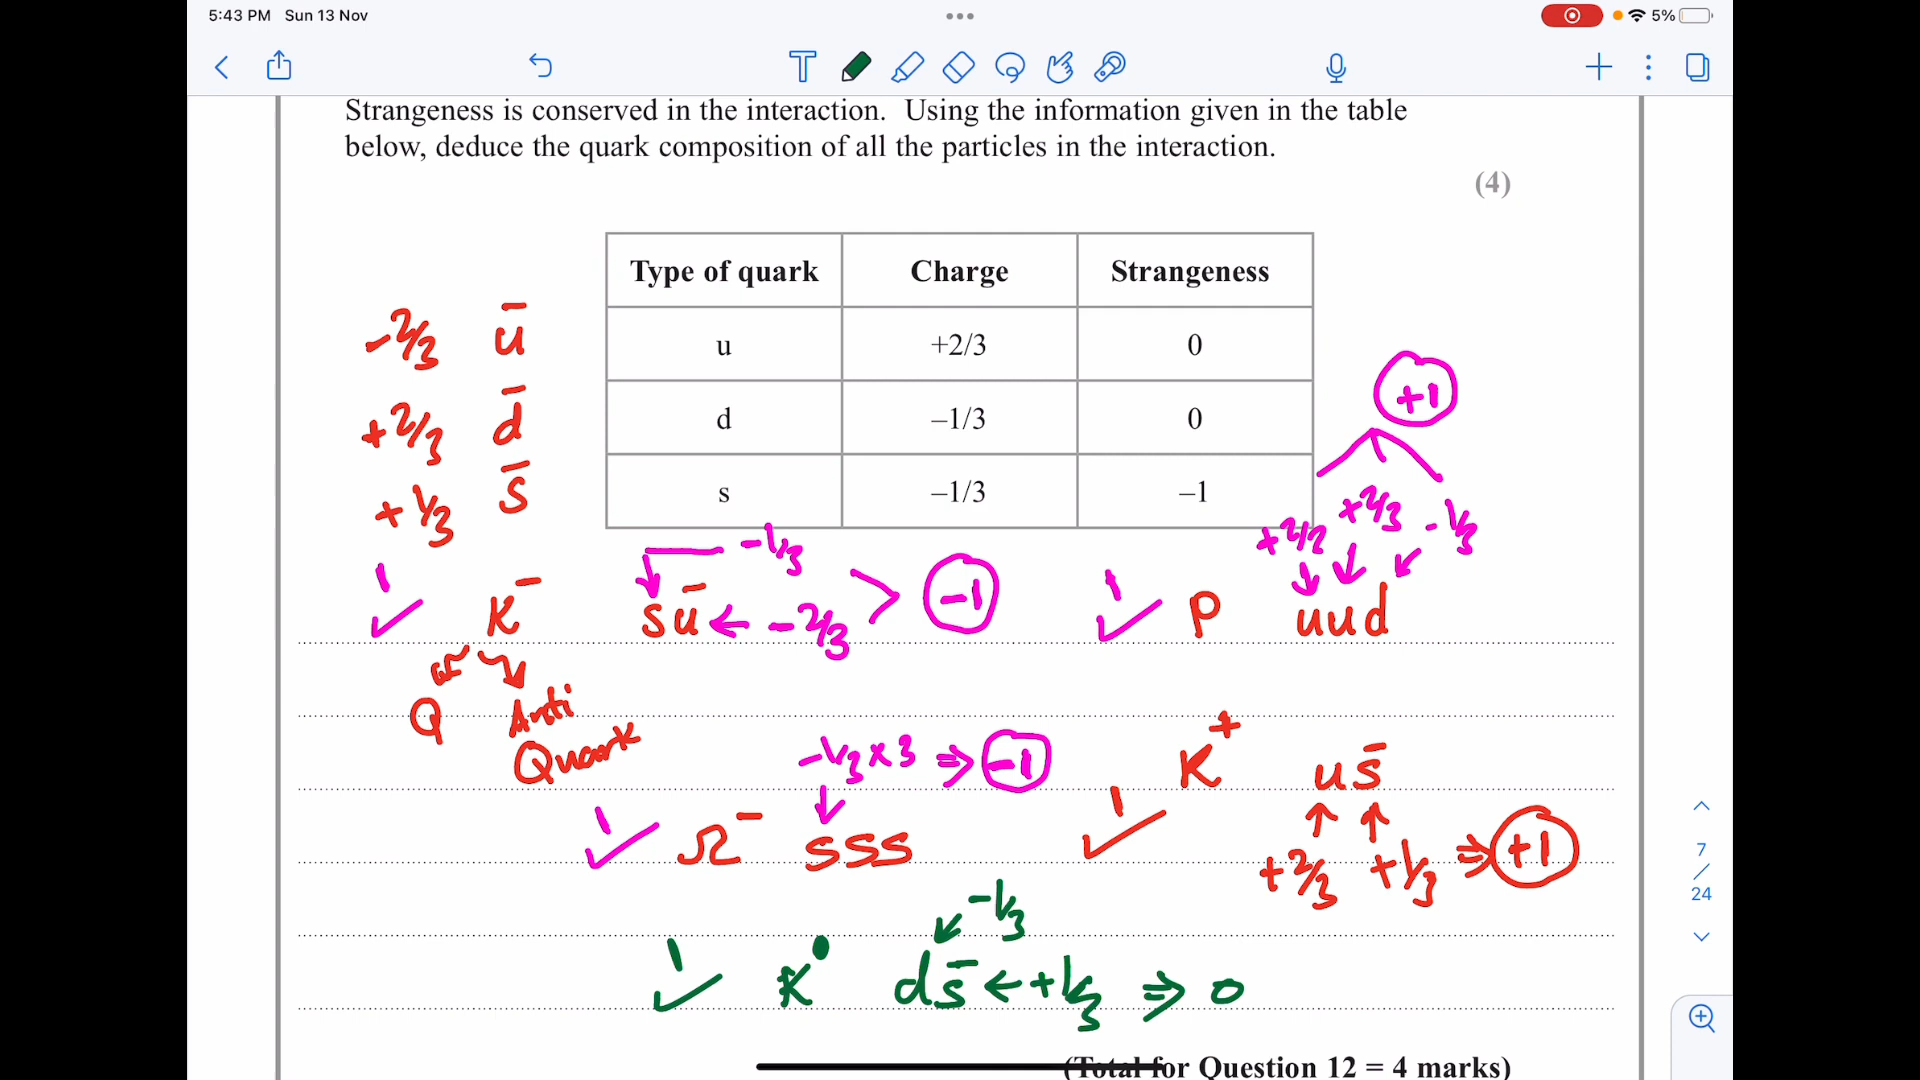 5:43 PM Sun 13 Nov
5%
T
Strangeness is conserved in the interaction. Using the information given in the table
below, deduce the quark composition of all the particles in the interaction.
(4)
Type of quark Charge Strangeness
u +2/3 0
d –1/3 0
s –1/3 –1
-2/3 ū
+2/3 d̄
+1/3 s̄
+1
+2/3 +2/3 -1/3
-1/3
K⁻ sū ← -2/3 -1
P uud
Q Anti
Quark
-1/3 x 3 ⇒ -1
Ω⁻ sss
K⁺ us̄
+2/3 +1/3 ⇒ +1
-1/3
K⁰ ds̄ ← +1/3 ⇒ 0
7
/
24
(Total for Question 12 = 4 marks)